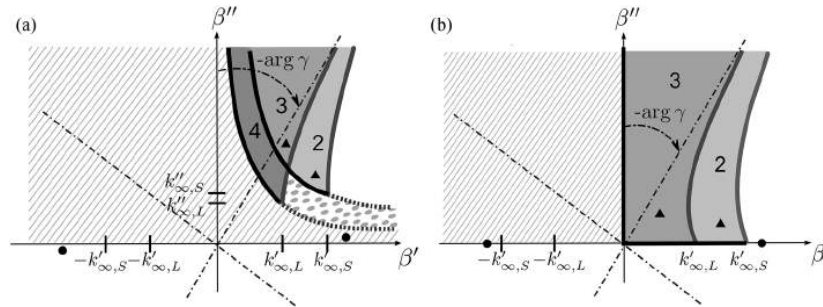 (a)
β''
-arg γ
3
4
2
k''∞,S
k''∞,L
-k'∞,S -k'∞,L
k'∞,L
k'∞,S
β'
(b)
β''
3
-arg γ
2
-k'∞,S
-k'∞,L
k'∞,L
k'∞,S
β'